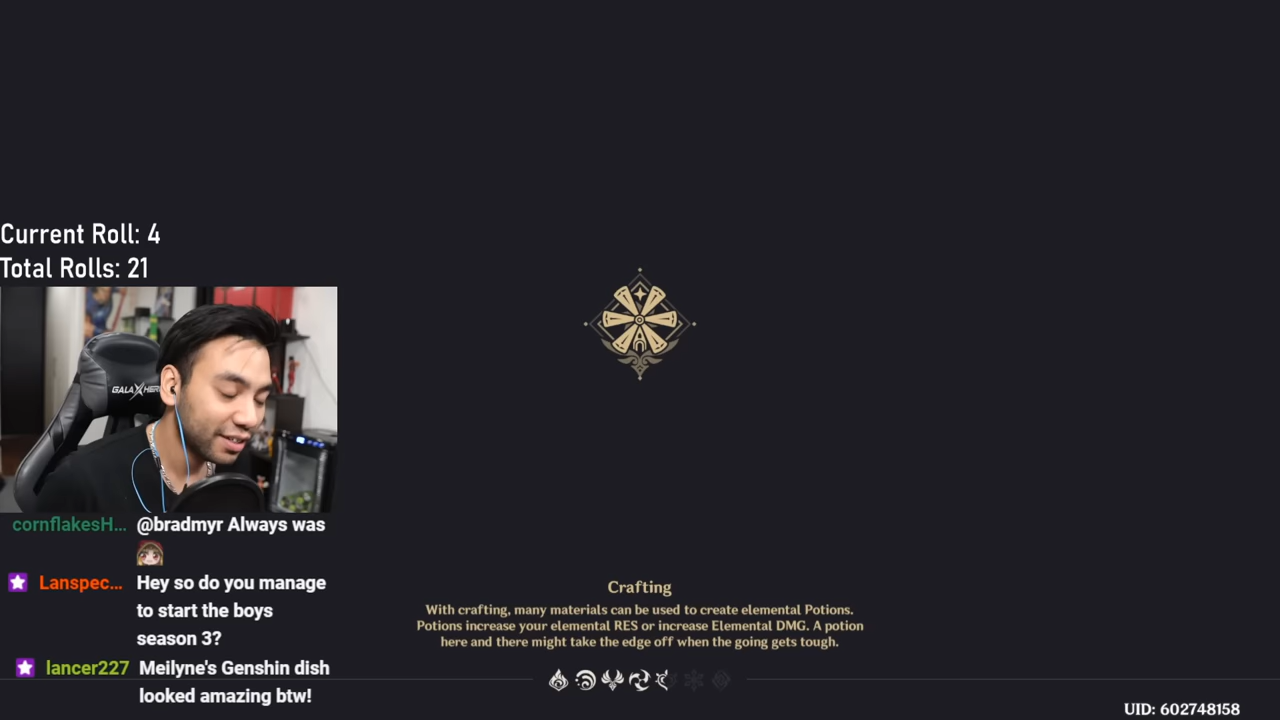 Current Roll: 4
Total Rolls: 21
GALAX HERO
cornflakesH... @bradmyr Always was
Lanspec... Hey so do you manage
to start the boys
season 3?
lancer227 Meilyne's Genshin dish
looked amazing btw!
Crafting
With crafting, many materials can be used to create elemental Potions.
Potions increase your elemental RES or increase Elemental DMG. A potion
here and there might take the edge off when the going gets tough.
UID: 602748158